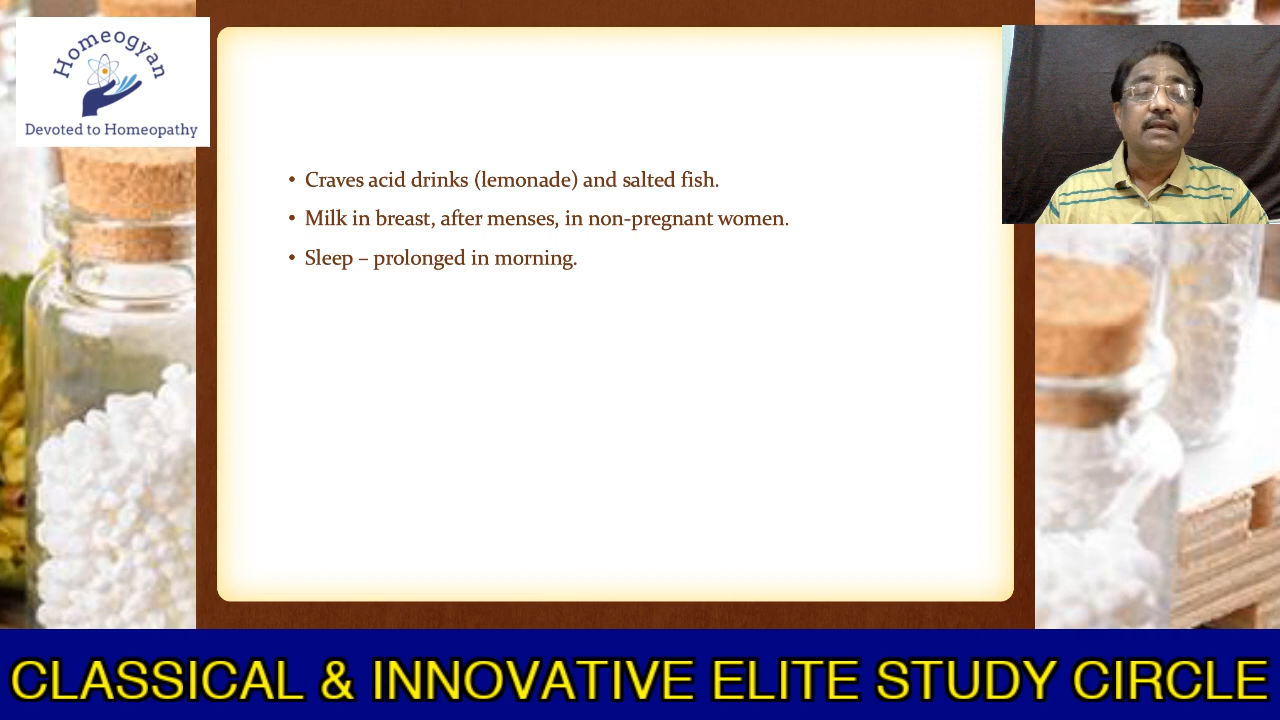 Homeogyan
Devoted to Homeopathy
• Craves acid drinks (lemonade) and salted fish.
• Milk in breast, after menses, in non-pregnant women.
• Sleep – prolonged in morning.
CLASSICAL & INNOVATIVE ELITE STUDY CIRCLE